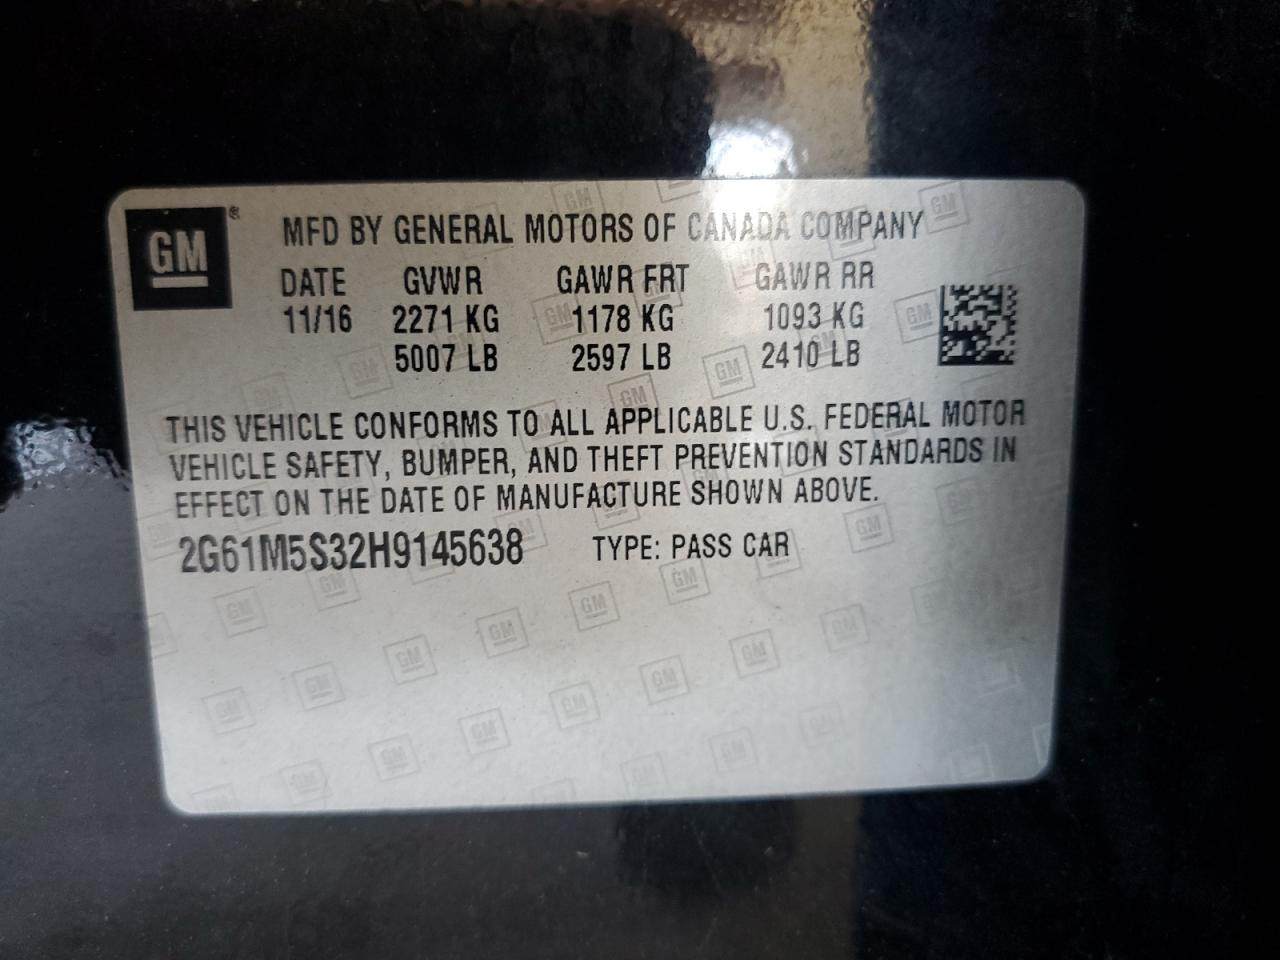 GM ®
MFD BY GENERAL MOTORS OF CANADA COMPANY
DATE GVWR GAWR FRT GAWR RR
11/16 2271 KG 1178 KG 1093 KG
5007 LB 2597 LB 2410 LB
THIS VEHICLE CONFORMS TO ALL APPLICABLE U.S. FEDERAL MOTOR
VEHICLE SAFETY, BUMPER, AND THEFT PREVENTION STANDARDS IN
EFFECT ON THE DATE OF MANUFACTURE SHOWN ABOVE.
2G61M5S32H9145638 TYPE: PASS CAR